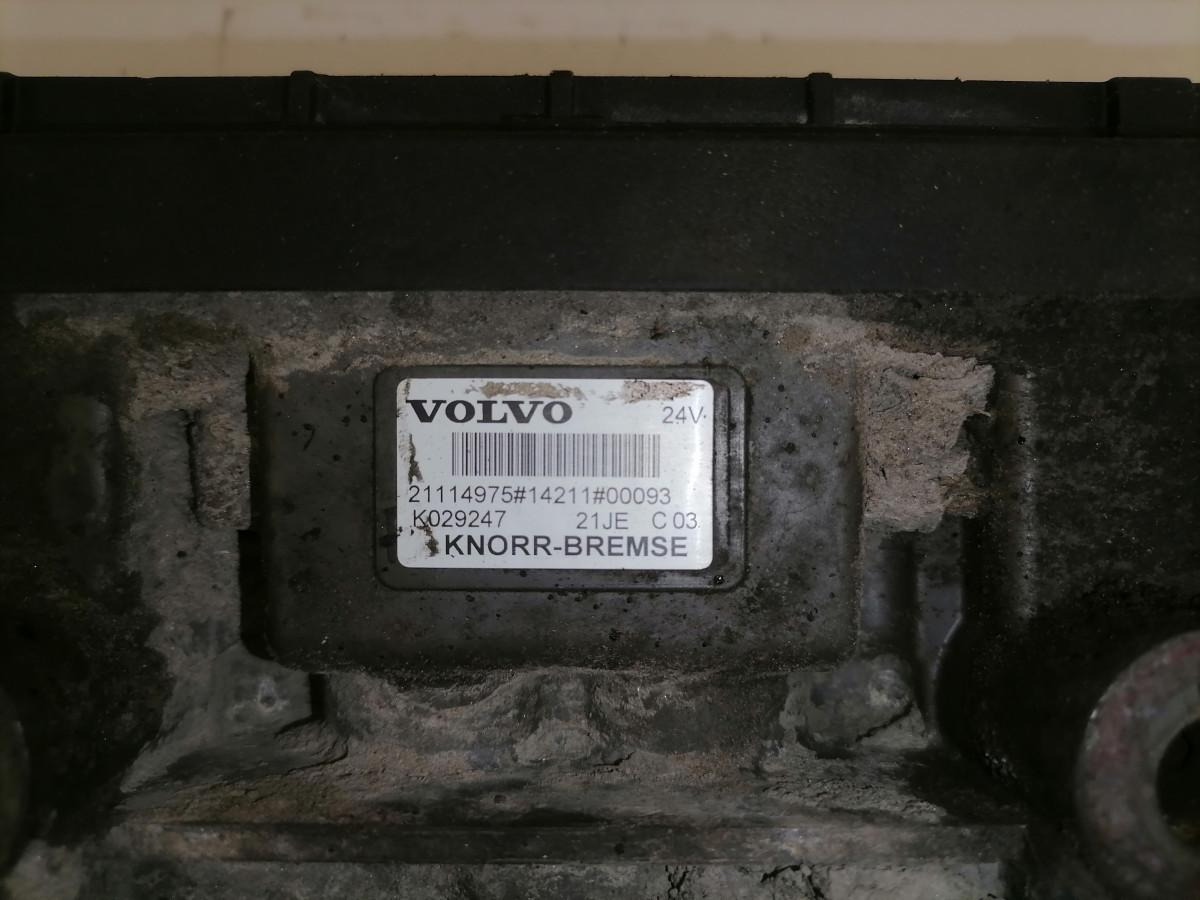 VOLVO 24V
21114975#14211#00093
K029247 21JE C 03
KNORR-BREMSE